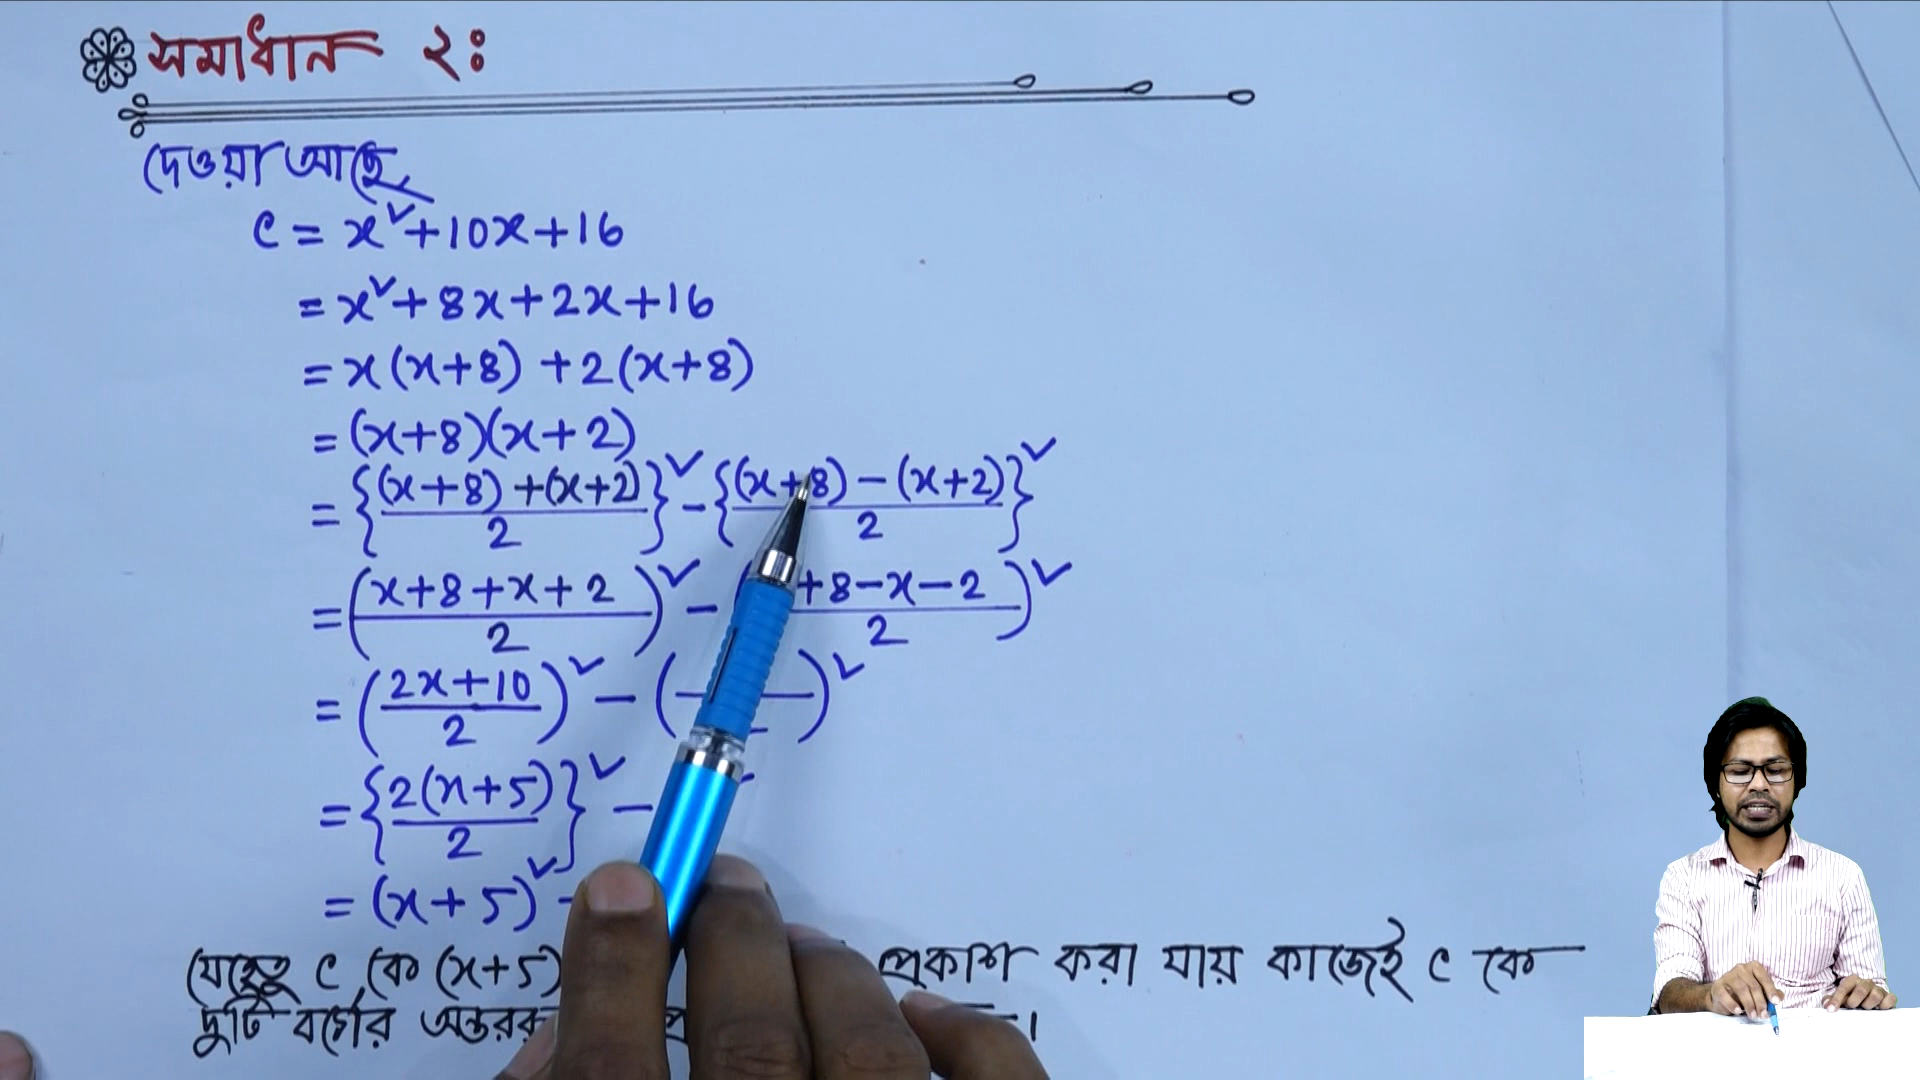 সমাধান ২ঃ
দেওয়া আছে,
c = x² + 10x + 16
= x² + 8x + 2x + 16
= x(x+8) + 2(x+8)
= (x+8)(x+2)
= {((x+8) + (x+2))/2}² - {((x+8) - (x+2))/2}²
= ((x+8+x+2)/2)² - ( +8-x-2)/2)²
= ((2x+10)/2)² - ( )²
= {2(x+5)/2}² -
= (x+5)² -
যেহেতু c কে (x+5) প্রকাশ করা যায় কাজেই c কে
দুটি বর্গের ।